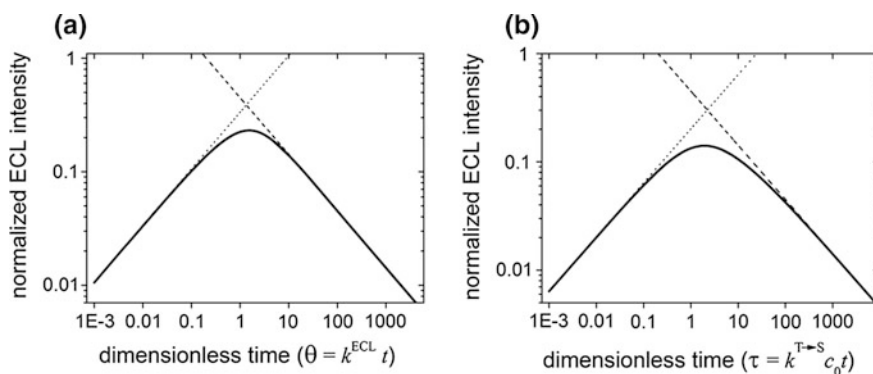 (a)
normalized ECL intensity
1
0.1
0.01
1E-3 0.01 0.1 1 10 100 1000
dimensionless time (θ = k^ECL t)
(b)
normalized ECL intensity
1
0.1
0.01
1E-3 0.01 0.1 1 10 100 1000
dimensionless time (τ = k^T→S c₀t)